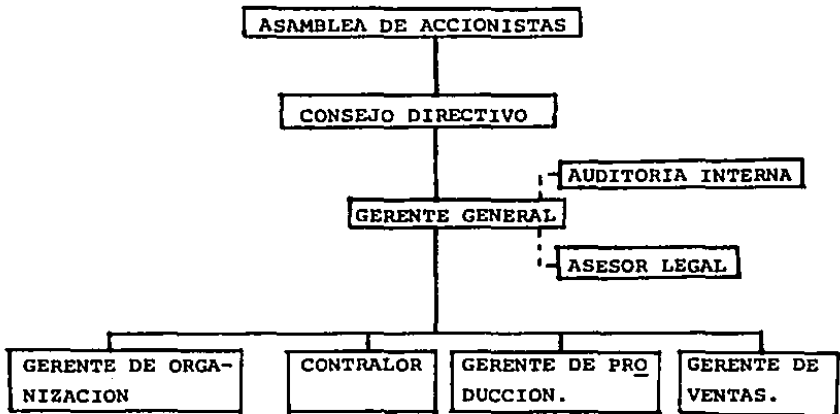 ASAMBLEA DE ACCIONISTAS
CONSEJO DIRECTIVO
AUDITORIA INTERNA
GERENTE GENERAL
ASESOR LEGAL
GERENTE DE ORGA-
NIZACION
CONTRALOR
GERENTE DE PRO
DUCCION.
GERENTE DE
VENTAS.